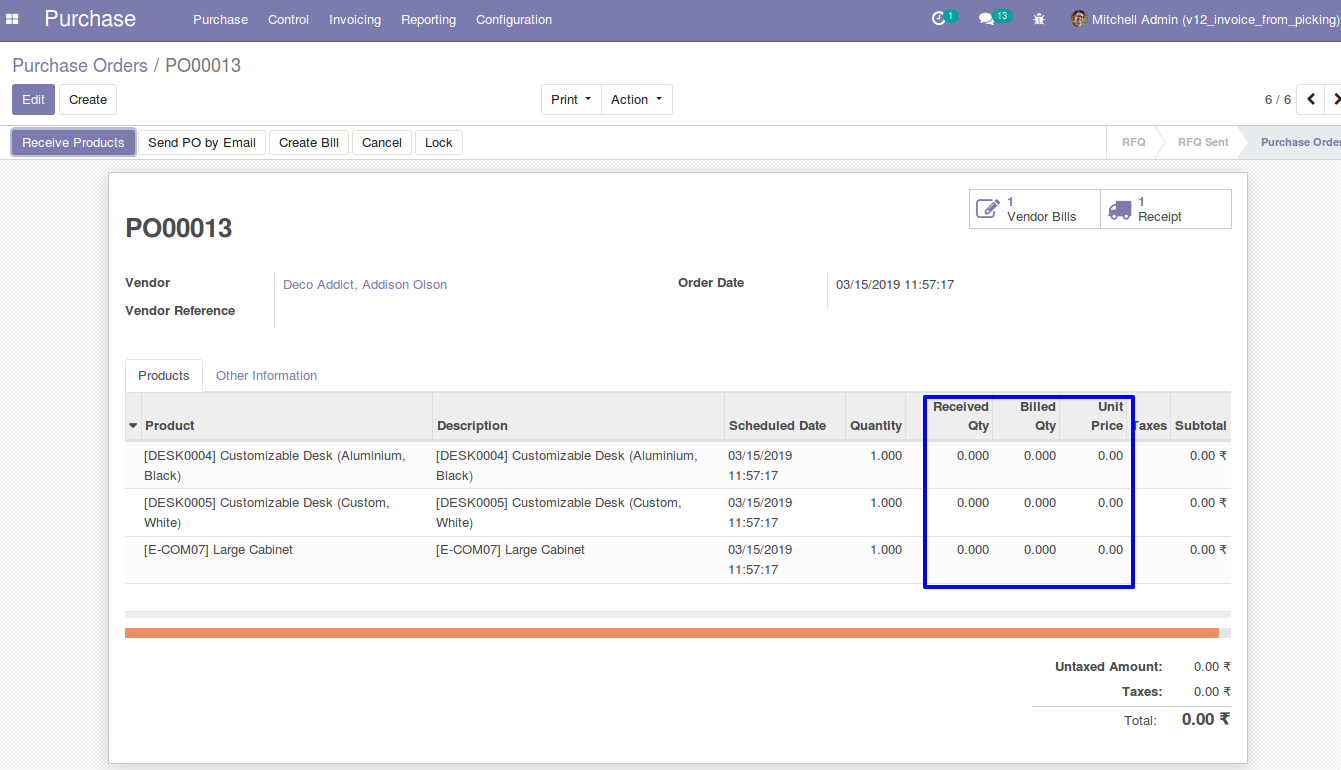 Purchase Purchase Control Invoicing Reporting Configuration 1 13 Mitchell Admin (v12_invoice_from_picking)
Purchase Orders / PO00013
Edit Create Print Action 6 / 6
Receive Products Send PO by Email Create Bill Cancel Lock RFQ RFQ Sent Purchase Order
1
Vendor Bills
1
Receipt
PO00013
Vendor Deco Addict, Addison Olson Order Date 03/15/2019 11:57:17
Vendor Reference
Products Other Information
Product Description Scheduled Date Quantity Received Qty Billed Qty Unit Price Taxes Subtotal
[DESK0004] Customizable Desk (Aluminium, [DESK0004] Customizable Desk (Aluminium, 03/15/2019 1.000 0.000 0.000 0.00 0.00 ₹
Black) Black) 11:57:17
[DESK0005] Customizable Desk (Custom, [DESK0005] Customizable Desk (Custom, 03/15/2019 1.000 0.000 0.000 0.00 0.00 ₹
White) White) 11:57:17
[E-COM07] Large Cabinet [E-COM07] Large Cabinet 03/15/2019 1.000 0.000 0.000 0.00 0.00 ₹
11:57:17
Untaxed Amount: 0.00 ₹
Taxes: 0.00 ₹
Total: 0.00 ₹